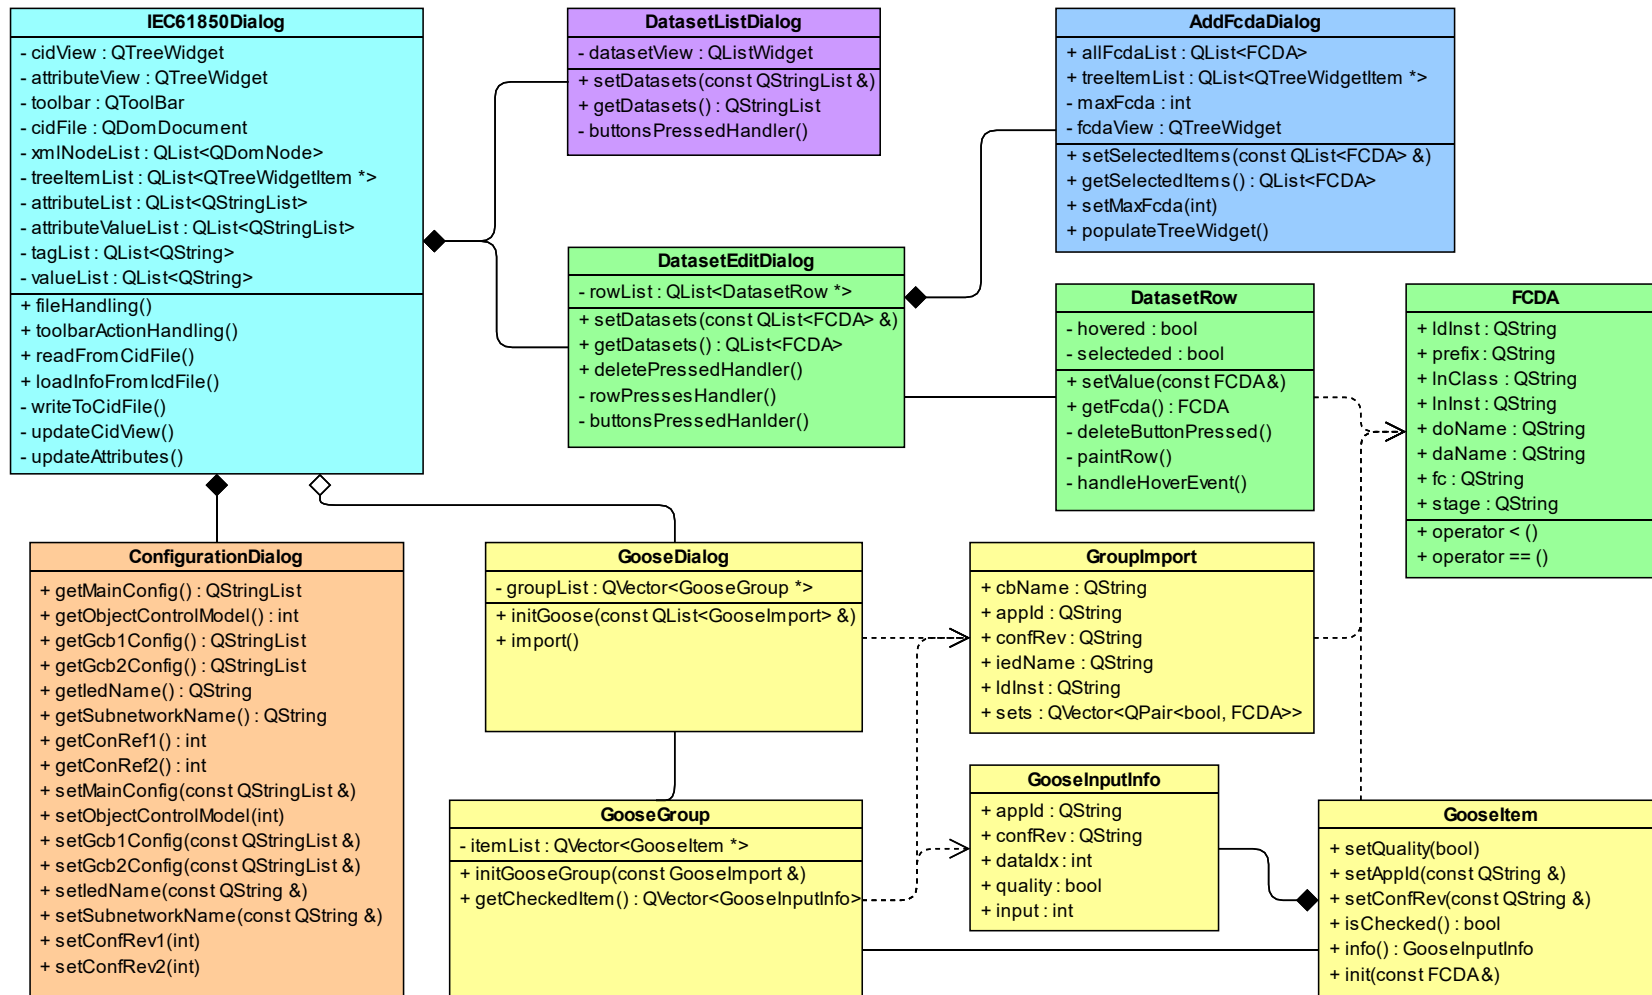 IEC61850Dialog
- cidView : QTreeWidget
- attributeView : QTreeWidget
- toolbar : QToolBar
- cidFile : QDomDocument
- xmlNodeList : QList<QDomNode>
- treeItemList : QList<QTreeWidgetItem *>
- attributeList : QList<QStringList>
- attributeValueList : QList<QStringList>
- tagList : QList<QString>
- valueList : QList<QString>
+ fileHandling()
+ toolbarActionHandling()
+ readFromCidFile()
+ loadInfoFromIcdFile()
- writeToCidFile()
- updateCidView()
- updateAttributes()
DatasetListDialog
- datasetView : QListWidget
+ setDatasets(const QStringList &)
+ getDatasets() : QStringList
- buttonsPressedHandler()
AddFcdaDialog
+ allFcdaList : QList<FCDA>
+ treeItemList : QList<QTreeWidgetItem *>
- maxFcda : int
- fcdaView : QTreeWidget
+ setSelectedItems(const QList<FCDA> &)
+ getSelectedItems() : QList<FCDA>
+ setMaxFcda(int)
+ populateTreeWidget()
DatasetEditDialog
- rowList : QList<DatasetRow *>
+ setDatasets(const QList<FCDA> &)
+ getDatasets() : QList<FCDA>
+ deletePressedHandler()
- rowPressesHandler()
- buttonsPressedHanlder()
DatasetRow
- hovered : bool
- selecteded : bool
+ setValue(const FCDA&)
+ getFcda() : FCDA
- deleteButtonPressed()
- paintRow()
- handleHoverEvent()
FCDA
+ ldInst : QString
+ prefix : QString
+ lnClass : QString
+ lnInst : QString
+ doName : QString
+ daName : QString
+ fc : QString
+ stage : QString
+ operator < ()
+ operator == ()
ConfigurationDialog
+ getMainConfig() : QStringList
+ getObjectControlModel() : int
+ getGcb1Config() : QStringList
+ getGcb2Config() : QStringList
+ getIedName() : QString
+ getSubnetworkName() : QString
+ getConRef1() : int
+ getConRef2() : int
+ setMainConfig(const QStringList &)
+ setObjectControlModel(int)
+ setGcb1Config(const QStringList &)
+ setGcb2Config(const QStringList &)
+ setIedName(const QString &)
+ setSubnetworkName(const QString &)
+ setConfRev1(int)
+ setConfRev2(int)
GooseDialog
- groupList : QVector<GooseGroup *>
+ initGoose(const QList<GooseImport> &)
+ import()
GroupImport
+ cbName : QString
+ appId : QString
+ confRev : QString
+ iedName : QString
+ ldInst : QString
+ sets : QVector<QPair<bool, FCDA>>
GooseGroup
- itemList : QVector<GooseItem *>
+ initGooseGroup(const GooseImport &)
+ getCheckedItem() : QVector<GooseInputInfo>
GooseInputInfo
+ appId : QString
+ confRev : QString
+ dataIdx : int
+ quality : bool
+ input : int
GooseItem
+ setQuality(bool)
+ setAppId(const QString &)
+ setConfRev(const QString &)
+ isChecked() : bool
+ info() : GooseInputInfo
+ init(const FCDA&)